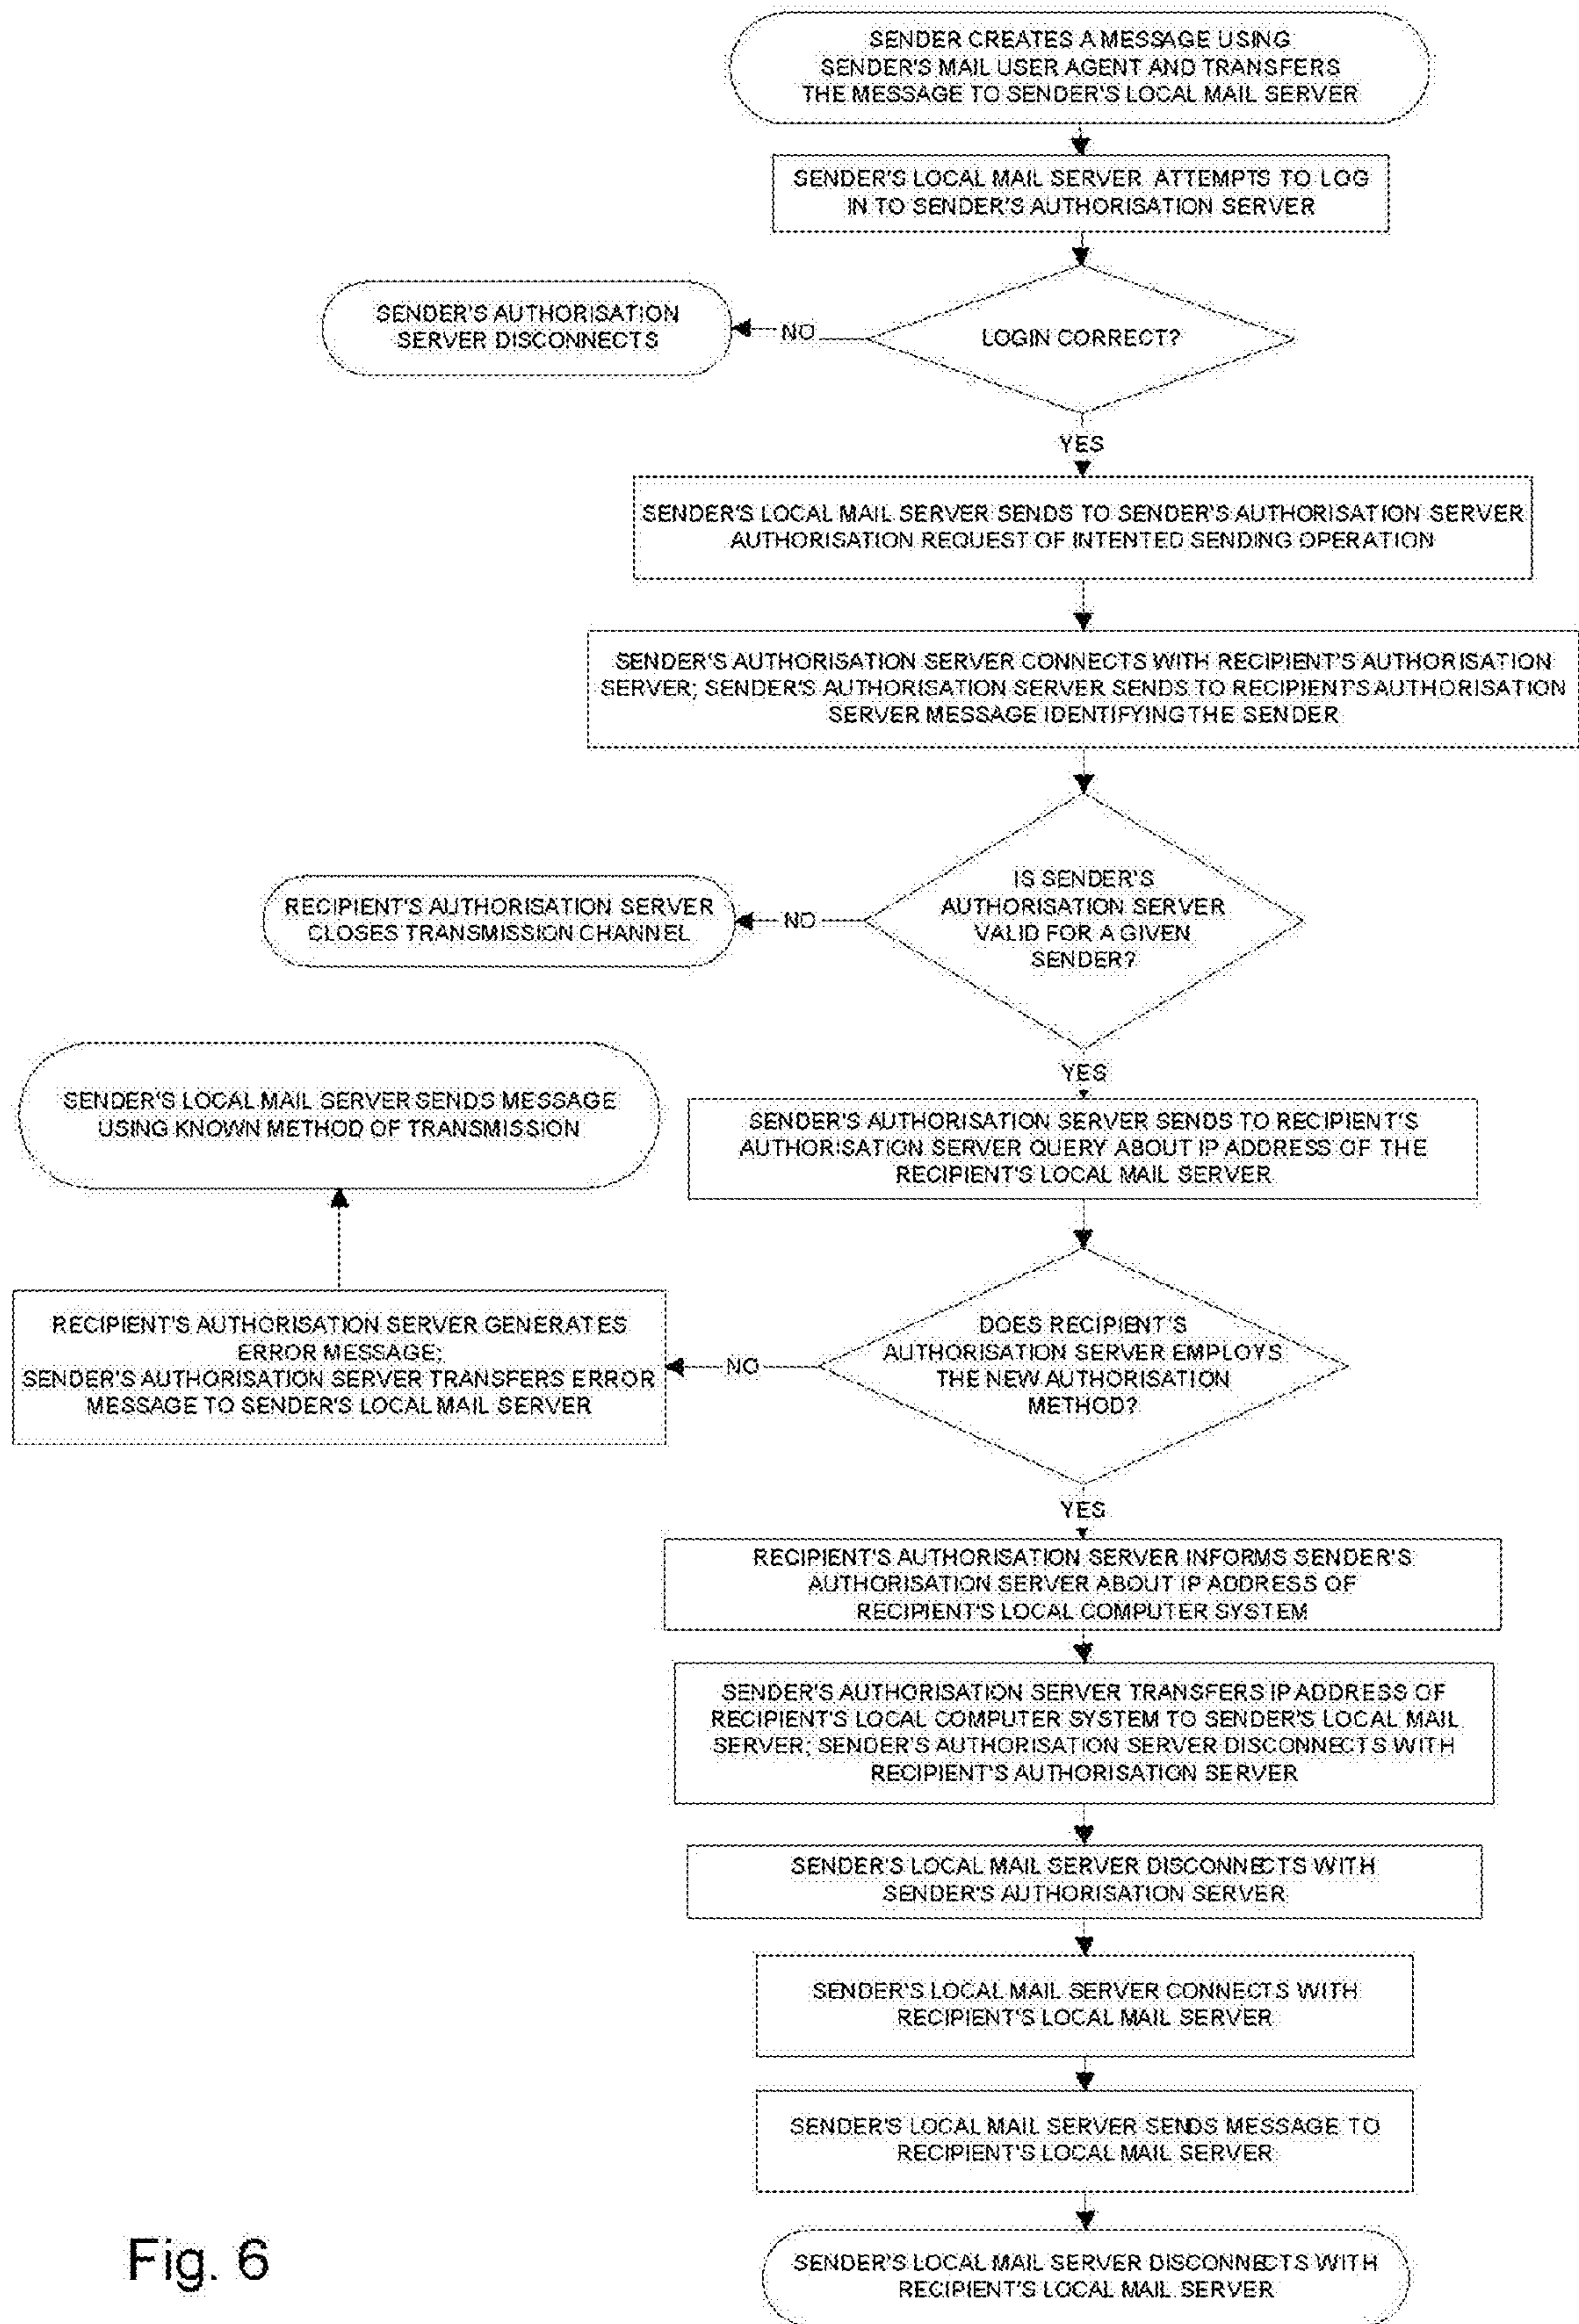 SENDER CREATES A MESSAGE USING
SENDER'S MAIL USER AGENT AND TRANSFERS
THE MESSAGE TO SENDER'S LOCAL MAIL SERVER
SENDER'S LOCAL MAIL SERVER ATTEMPTS TO LOG
IN TO SENDER'S AUTHORISATION SERVER
LOGIN CORRECT?
NO
SENDER'S AUTHORISATION
SERVER DISCONNECTS
YES
SENDER'S LOCAL MAIL SERVER SENDS TO SENDER'S AUTHORISATION SERVER
AUTHORISATION REQUEST OF INTENTED SENDING OPERATION
SENDER'S AUTHORISATION SERVER CONNECTS WITH RECIPIENT'S AUTHORISATION
SERVER; SENDER'S AUTHORISATION SERVER SENDS TO RECIPIENT'S AUTHORISATION
SERVER MESSAGE IDENTIFYING THE SENDER
IS SENDER'S
AUTHORISATION SERVER
VALID FOR A GIVEN
SENDER?
NO
RECIPIENT'S AUTHORISATION SERVER
CLOSES TRANSMISSION CHANNEL
YES
SENDER'S AUTHORISATION SERVER SENDS TO RECIPIENT'S
AUTHORISATION SERVER QUERY ABOUT IP ADDRESS OF THE
RECIPIENT'S LOCAL MAIL SERVER
DOES RECIPIENT'S
AUTHORISATION SERVER EMPLOYS
THE NEW AUTHORISATION
METHOD?
NO
RECIPIENT'S AUTHORISATION SERVER GENERATES
ERROR MESSAGE;
SENDER'S AUTHORISATION SERVER TRANSFERS ERROR
MESSAGE TO SENDER'S LOCAL MAIL SERVER
SENDER'S LOCAL MAIL SERVER SENDS MESSAGE
USING KNOWN METHOD OF TRANSMISSION
YES
RECIPIENT'S AUTHORISATION SERVER INFORMS SENDER'S
AUTHORISATION SERVER ABOUT IP ADDRESS OF
RECIPIENT'S LOCAL COMPUTER SYSTEM
SENDER'S AUTHORISATION SERVER TRANSFERS IP ADDRESS OF
RECIPIENT'S LOCAL COMPUTER SYSTEM TO SENDER'S LOCAL MAIL
SERVER; SENDER'S AUTHORISATION SERVER DISCONNECTS WITH
RECIPIENT'S AUTHORISATION SERVER
SENDER'S LOCAL MAIL SERVER DISCONNECTS WITH
SENDER'S AUTHORISATION SERVER
SENDER'S LOCAL MAIL SERVER CONNECTS WITH
RECIPIENT'S LOCAL MAIL SERVER
SENDER'S LOCAL MAIL SERVER SENDS MESSAGE TO
RECIPIENT'S LOCAL MAIL SERVER
SENDER'S LOCAL MAIL SERVER DISCONNECTS WITH
RECIPIENT'S LOCAL MAIL SERVER
Fig. 6